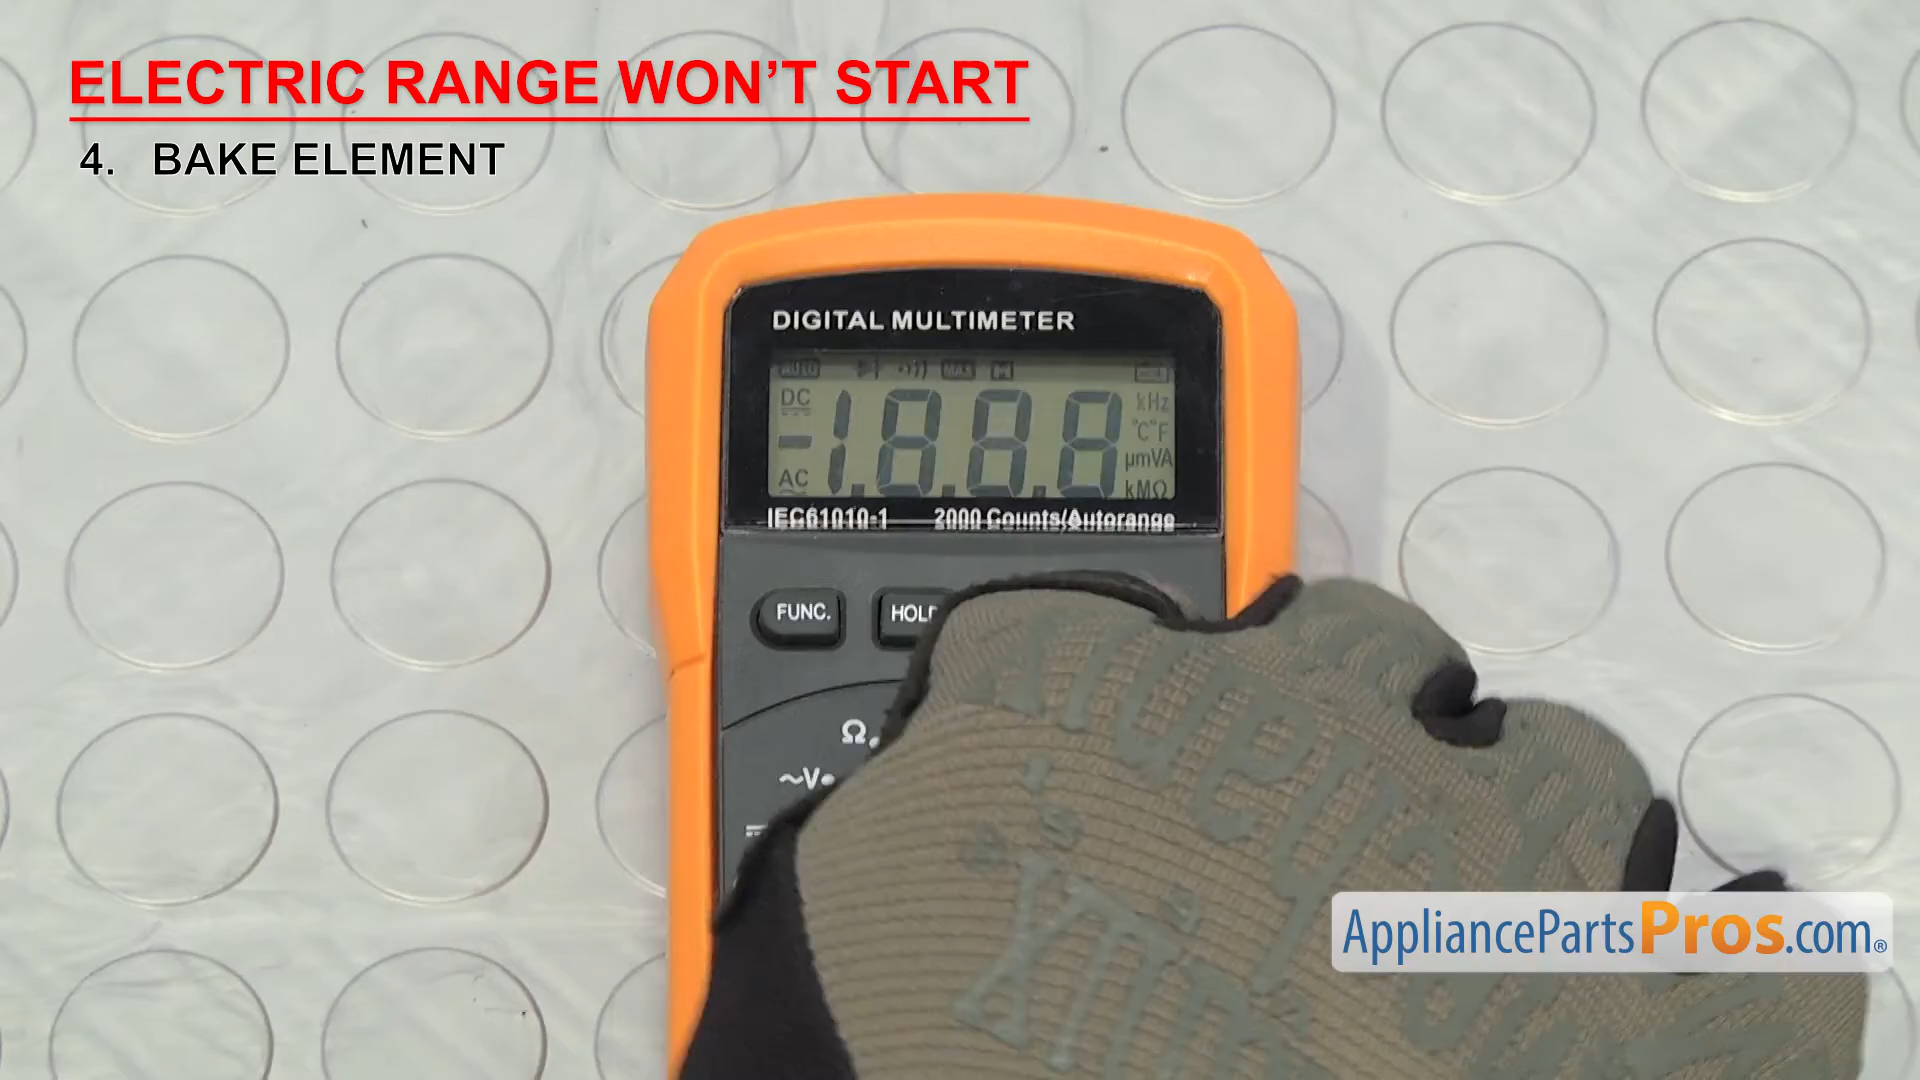 ELECTRIC RANGE WON'T START
4. BAKE ELEMENT
DIGITAL MULTIMETER
AUTO MAX H
DC kHz
°C°F
-1.8.8.8
µmVA
AC kMΩ
IEC61010-1 2000 Counts/Autorange
FUNC. HOLD
Ω
~V
AppliancePartsPros.com®